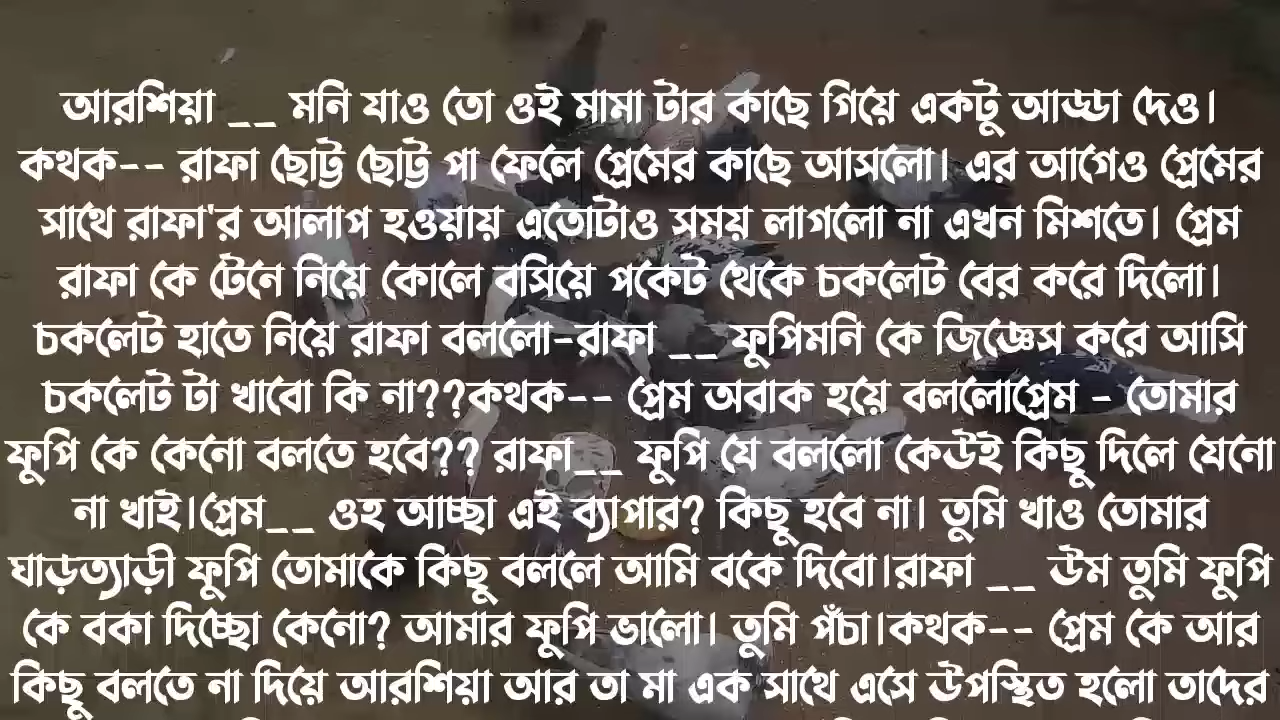 আরশিয়া __ মনি যাও তো ওই মামা টার কাছে গিয়ে একটু আড্ডা দেও।
কথক-- রাফা ছোট্ট ছোট্ট পা ফেলে প্রেমের কাছে আসলো। এর আগেও প্রেমের
সাথে রাফা'র আলাপ হওয়ায় এতোটাও সময় লাগলো না এখন মিশতে। প্রেম
রাফা কে টেনে নিয়ে কোলে বসিয়ে পকেট থেকে চকলেট বের করে দিলো।
চকলেট হাতে নিয়ে রাফা বললো-রাফা __ ফুপিমনি কে জিজ্ঞেস করে আসি
চকলেট টা খাবো কি না??কথক-- প্রেম অবাক হয়ে বললোপ্রেম - তোমার
ফুপি কে কেনো বলতে হবে?? রাফা__ ফুপি যে বললো কেউই কিছু দিলে যেনো
না খাই।প্রেম__ ওহ আচ্ছা এই ব্যাপার? কিছু হবে না। তুমি খাও তোমার
ঘাড়ত্যাড়ী ফুপি তোমাকে কিছু বললে আমি বকে দিবো।রাফা __ উম তুমি ফুপি
কে বকা দিচ্ছো কেনো? আমার ফুপি ভালো। তুমি পঁচা।কথক-- প্রেম কে আর
কিছু বলতে না দিয়ে আরশিয়া আর তা মা এক সাথে এসে উপস্থিত হলো তাদের